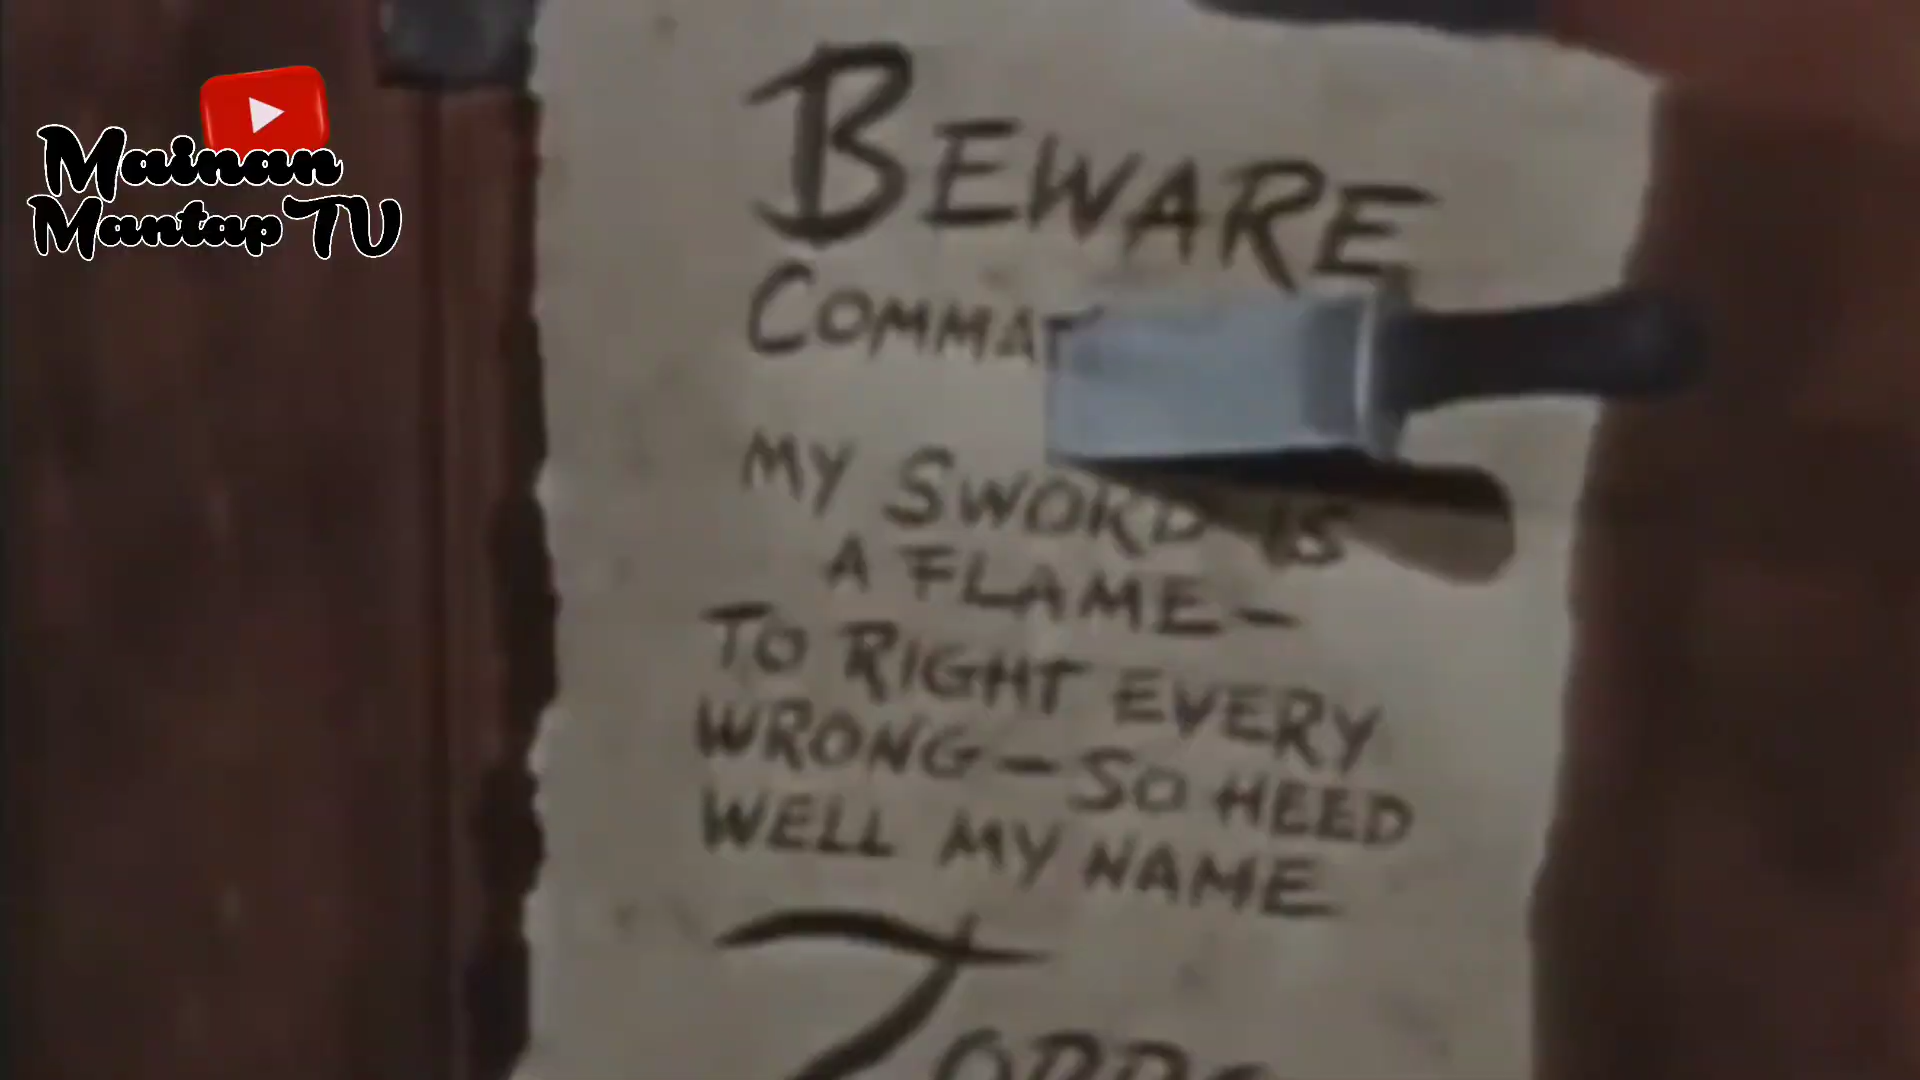 Mainan
Mantap TV
BEWARE
MY SWORD IS
A FLAME—
TO RIGHT EVERY
WRONG—SO HEED
WELL MY NAME